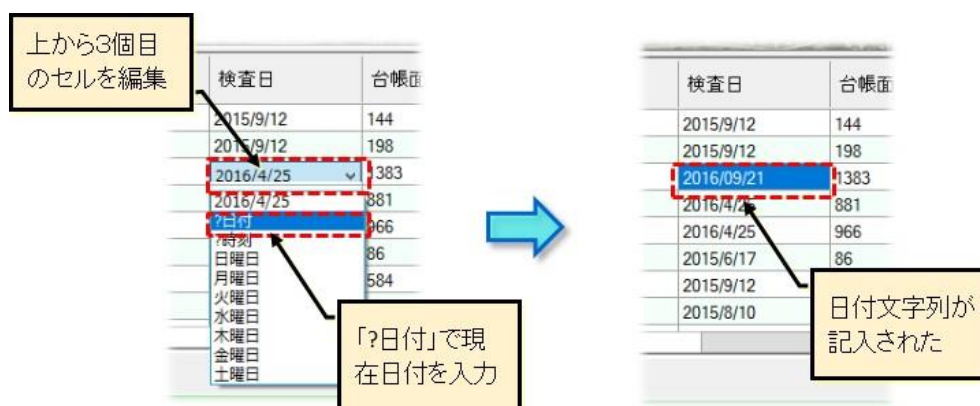 上から3個目
のセルを編集
検査日
2015/9/12 144
2015/9/12 198
2016/4/25 1383
2016/4/25 881
?日付 966
?時刻
日曜日 86
月曜日 584
火曜日
水曜日
木曜日
金曜日
土曜日
「?日付」で現
在日付を入力
検査日 台帳面
2015/9/12 144
2015/9/12 198
2016/09/21 1383
881
2016/4/25 966
2015/6/17 86
2015/9/12
2015/8/10
日付文字列が
記入された